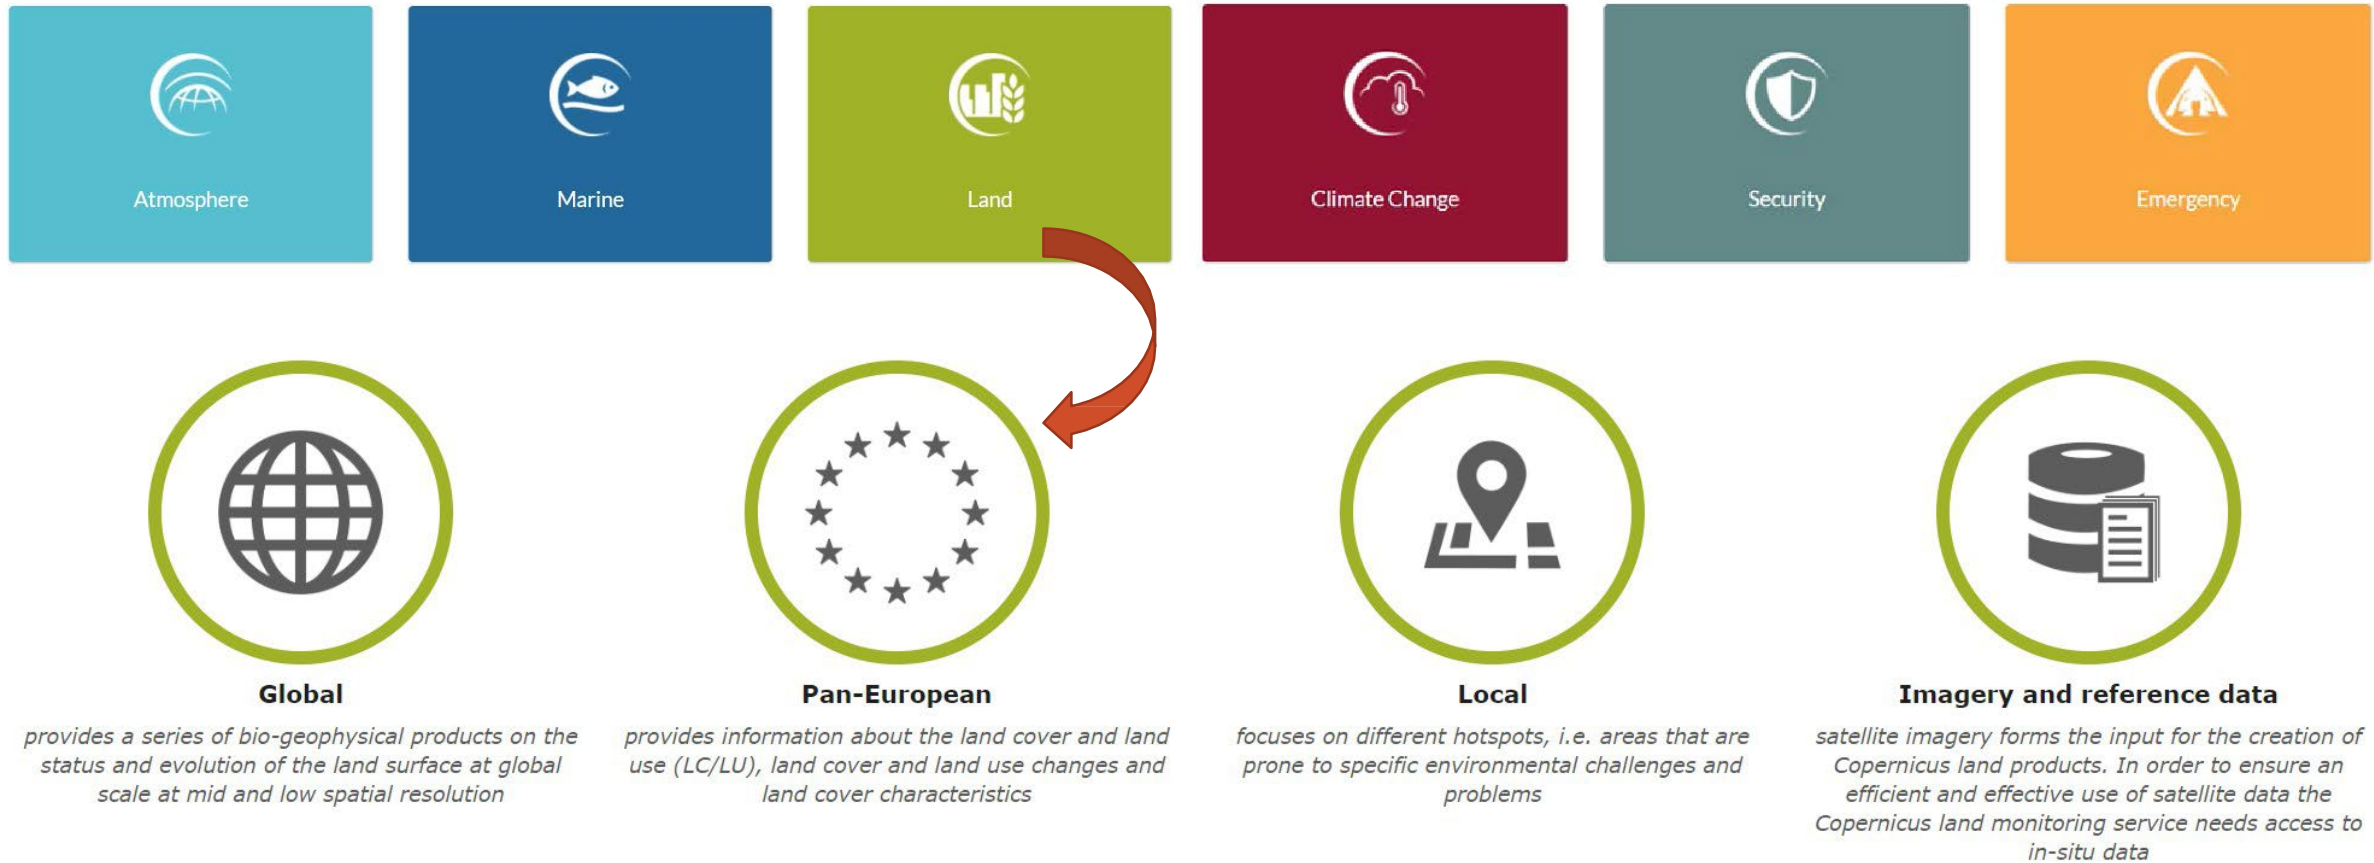 Atmosphere
Marine
Land
Climate Change
Security
Emergency
Global
provides a series of bio-geophysical products on the
status and evolution of the land surface at global
scale at mid and low spatial resolution
Pan-European
provides information about the land cover and land
use (LC/LU), land cover and land use changes and
land cover characteristics
Local
focuses on different hotspots, i.e. areas that are
prone to specific environmental challenges and
problems
Imagery and reference data
satellite imagery forms the input for the creation of
Copernicus land products. In order to ensure an
efficient and effective use of satellite data the
Copernicus land monitoring service needs access to
in-situ data